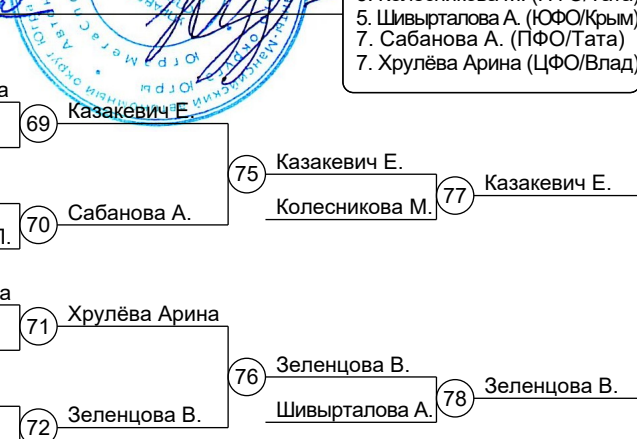 5. Шивырталова А. (ЮФО/Крым)
7. Сабанова А. (ПФО/Тата)
7. Хрулёва Арина (ЦФО/Влад)
69
Казакевич Е.
75
Казакевич Е.
77
Казакевич Е.
Колесникова М.
70
Сабанова А.
71
Хрулёва Арина
76
Зеленцова В.
78
Зеленцова В.
Шивырталова А.
72
Зеленцова В.